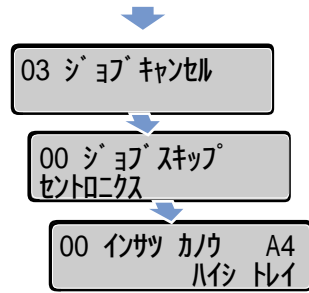 03 ジョブキャンセル
00 ジョブスキップ
セントロニクス
00 インサツ カノウ A4
ハイシ トレイ